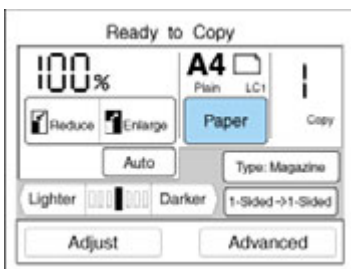 Ready to Copy
100%
A4
Plain LC1
1
Reduce Enlarge
Paper
Copy
Auto
Type: Magazine
Lighter Darker
1-Sided->1-Sided
Adjust
Advanced